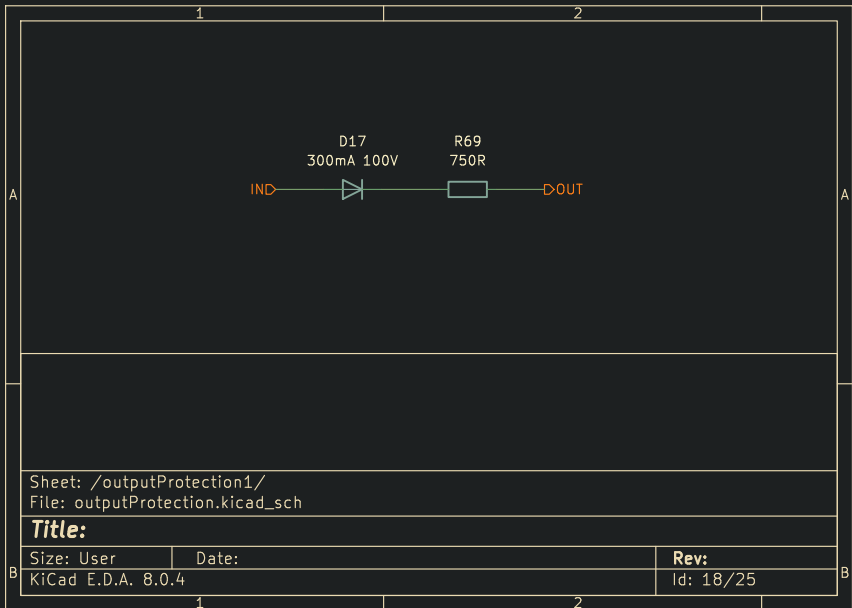 1 2
D17 R69
300mA 100V 750R
A A
IND OUT
Sheet: /outputProtection1/
File: outputProtection.kicad_sch
Title:
Size: User Date: Rev:
B B
KiCad E.D.A. 8.0.4 Id: 18/25
1 2